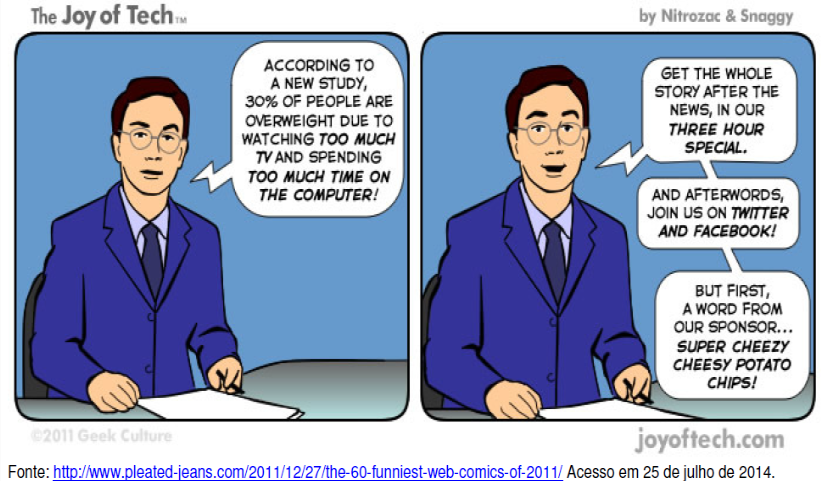 The Joy of Tech™
by Nitrozac & Snaggy
ACCORDING TO
A NEW STUDY,
30% OF PEOPLE ARE
OVERWEIGHT DUE TO
WATCHING TOO MUCH
TV AND SPENDING
TOO MUCH TIME ON
THE COMPUTER!
GET THE WHOLE
STORY AFTER THE
NEWS, IN OUR
THREE HOUR
SPECIAL.
AND AFTERWORDS,
JOIN US ON TWITTER
AND FACEBOOK!
BUT FIRST,
A WORD FROM
OUR SPONSOR...
SUPER CHEEZY
CHEESY POTATO
CHIPS!
©2011 Geek Culture
joyoftech.com
Fonte: http://www.pleated-jeans.com/2011/12/27/the-60-funniest-web-comics-of-2011/ Acesso em 25 de julho de 2014.